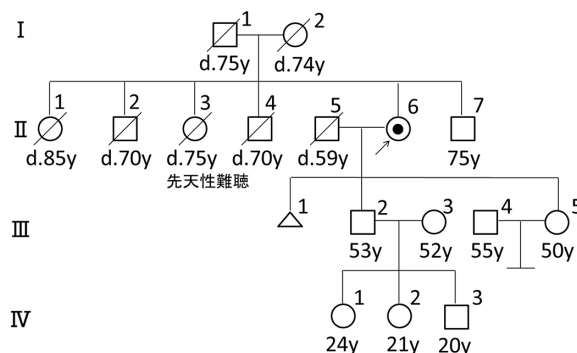 I
1 2
d.75y d.74y
1 2 3 4 5 6 7
II
d.85y d.70y d.75y d.70y d.59y 75y
先天性難聴
1 2 3 4 5
III
53y 52y 55y 50y
1 2 3
IV
24y 21y 20y